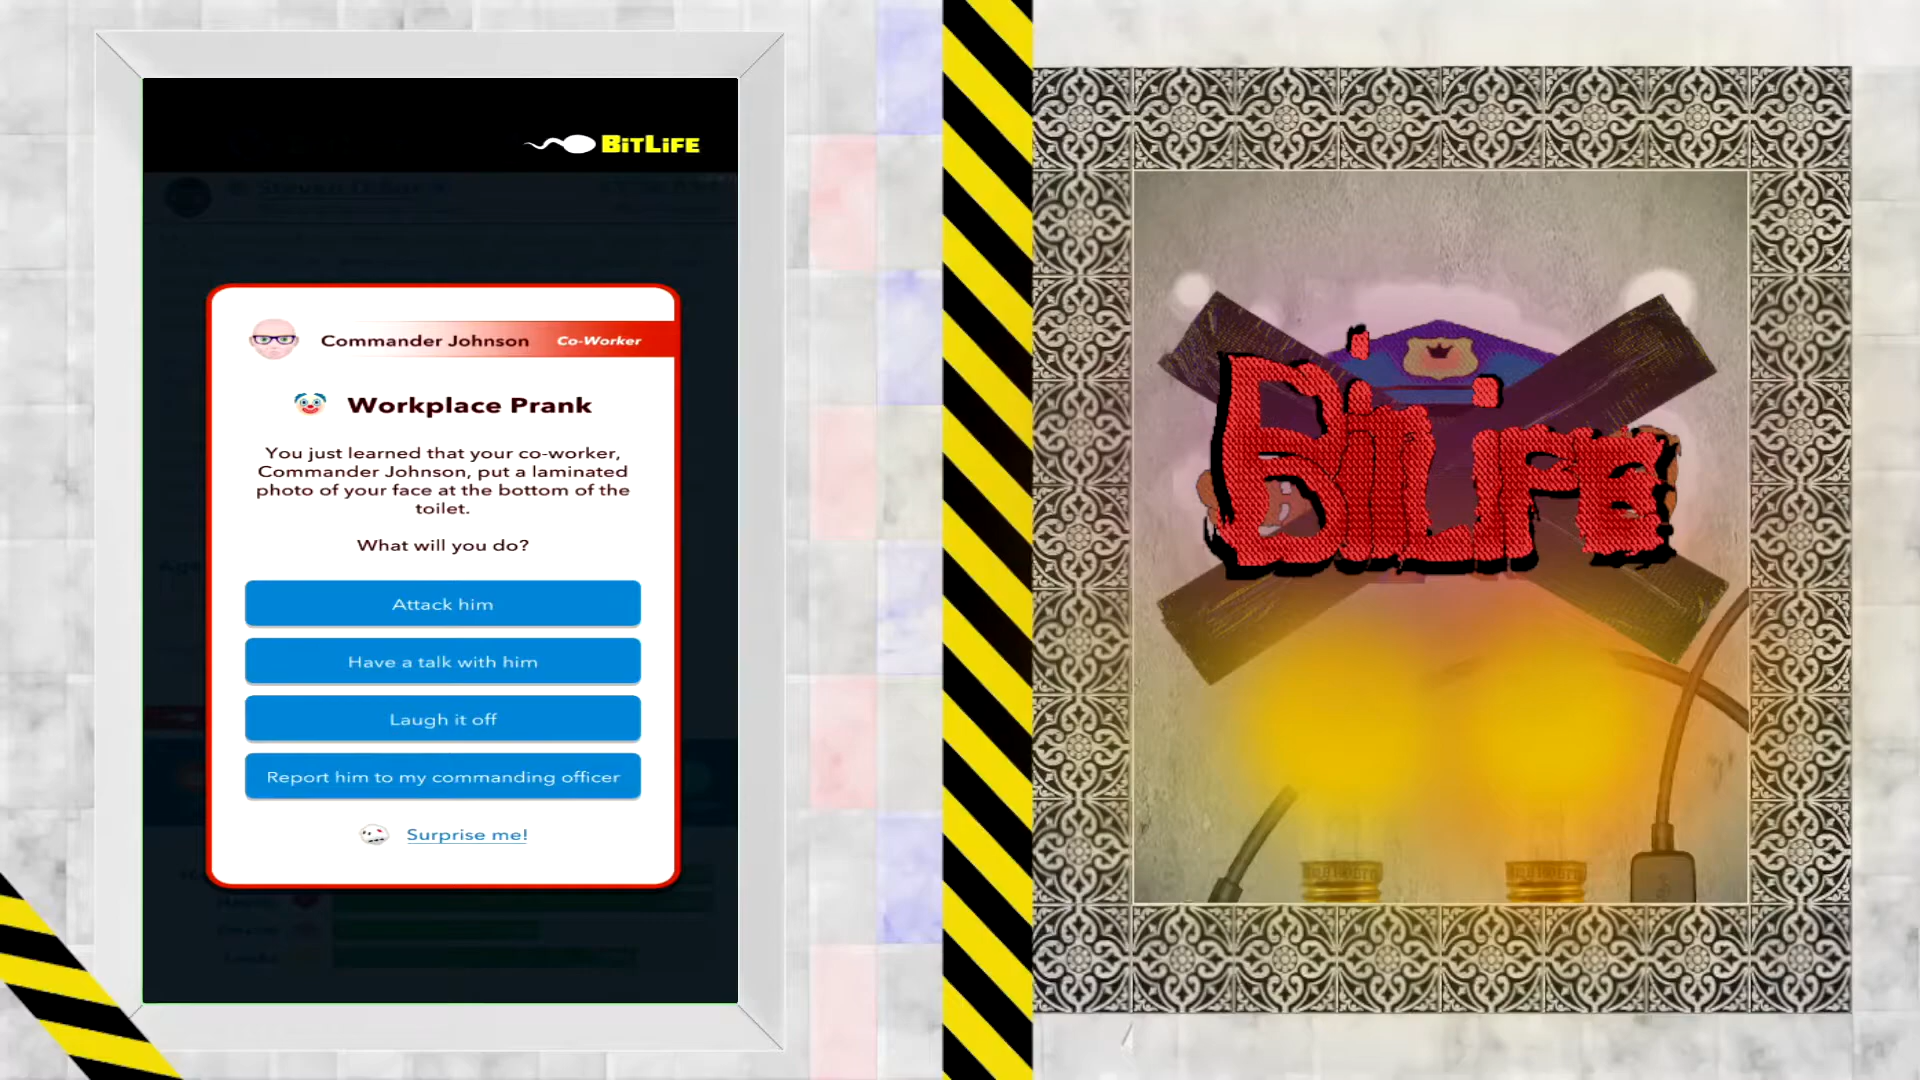 BITLIFE
Commander Johnson
Co-Worker
Workplace Prank
You just learned that your co-worker,
Commander Johnson, put a laminated
photo of your face at the bottom of the
toilet.
What will you do?
Attack him
Have a talk with him
Laugh it off
Report him to my commanding officer
Surprise me!
BitLife